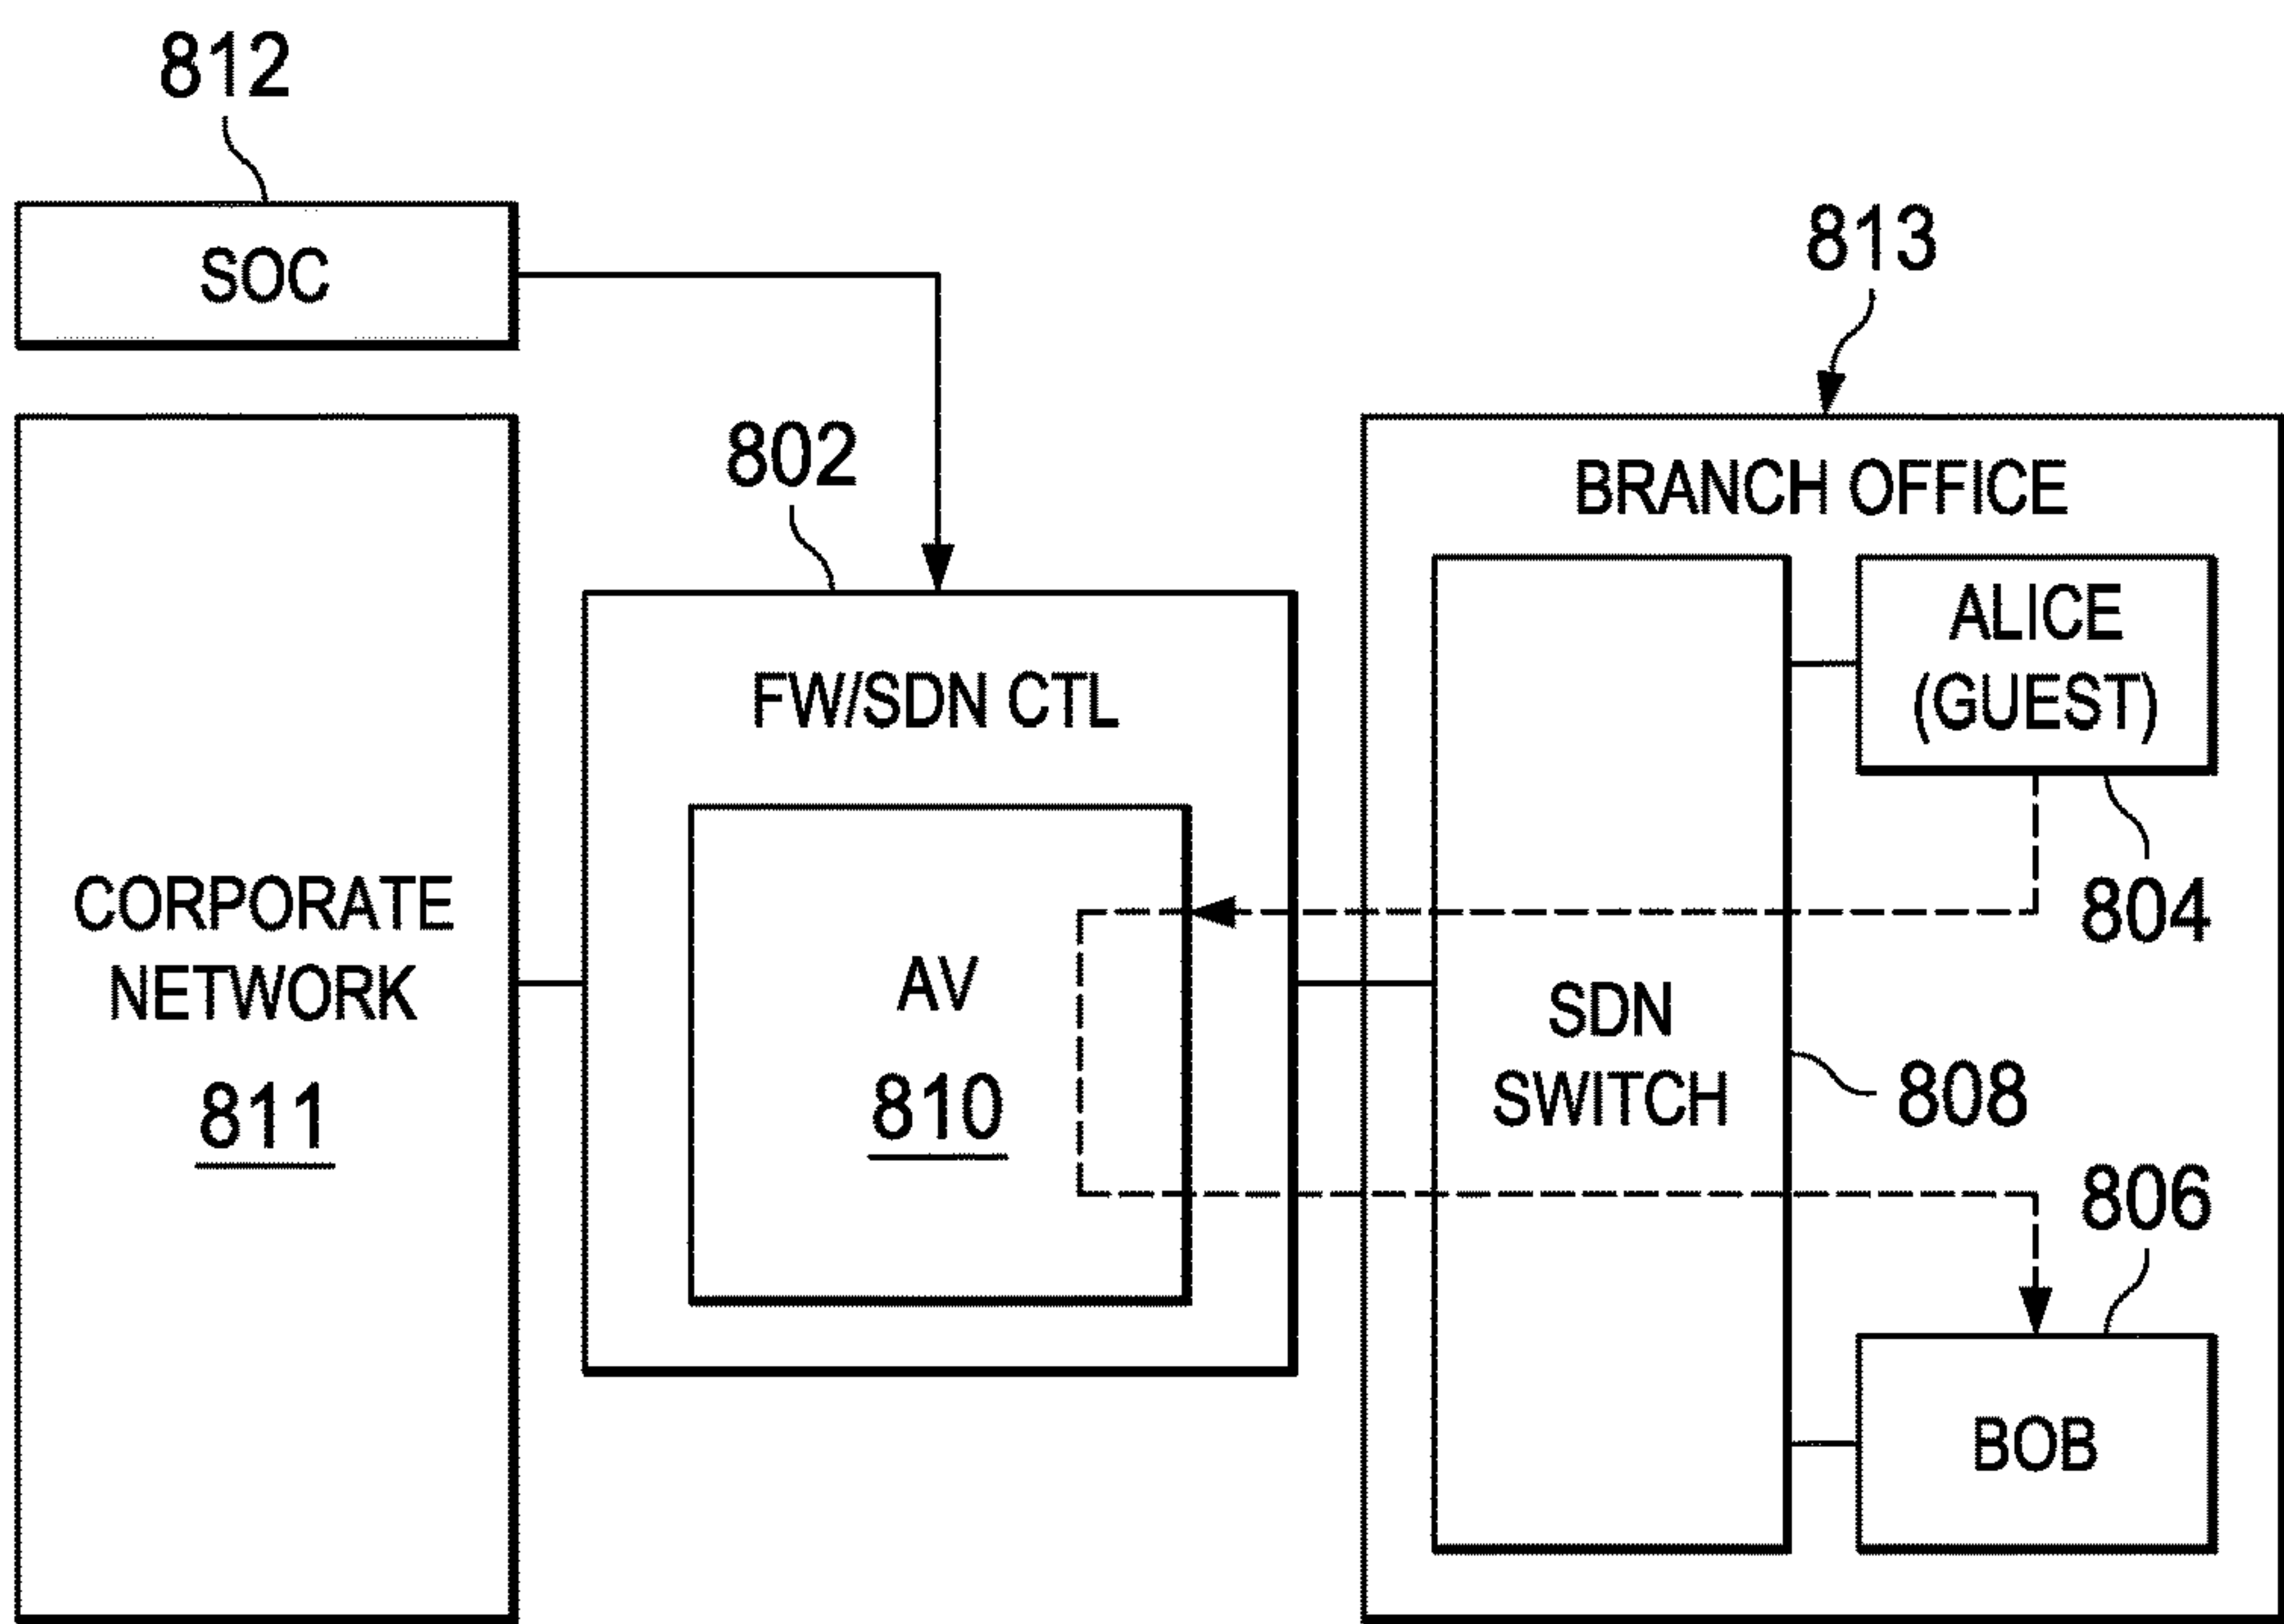 812
SOC
813
802
BRANCH OFFICE
ALICE
(GUEST)
FW/SDN CTL
804
CORPORATE
NETWORK
811
AV
810
SDN
SWITCH
808
806
BOB